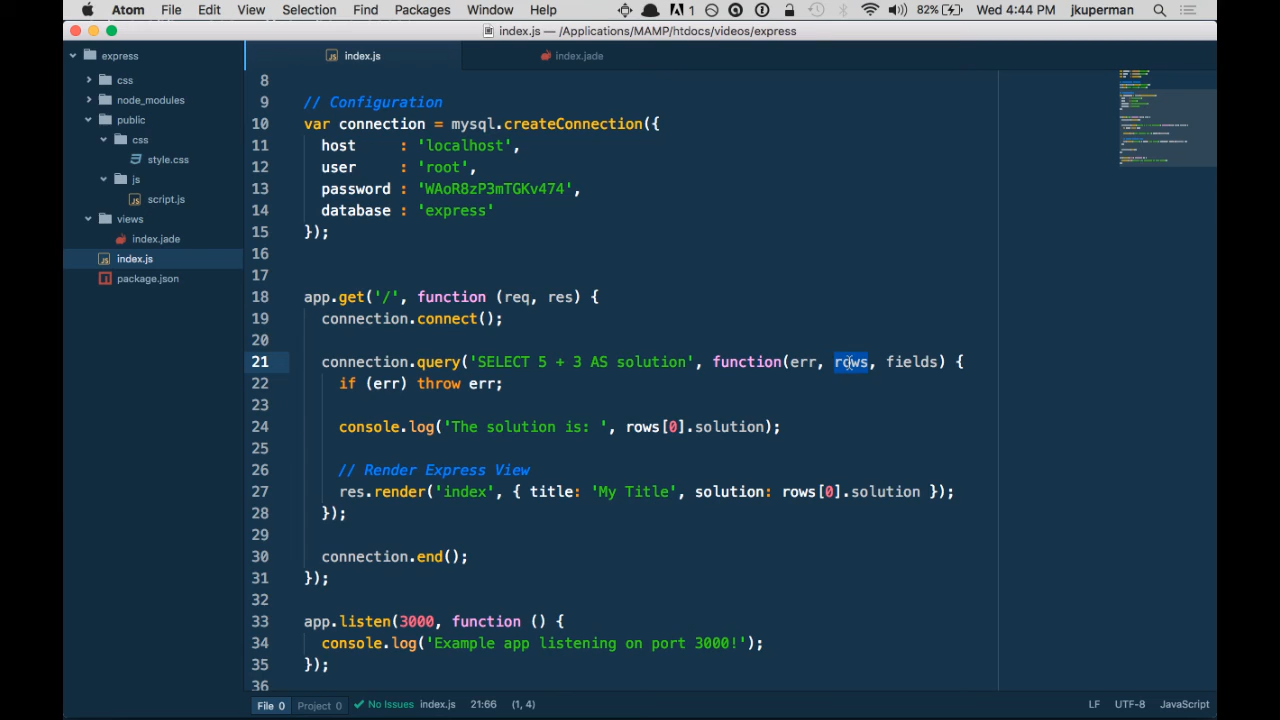 Atom File Edit View Selection Find Packages Window Help 1 82% Wed 4:44 PM jkuperman
index.js — /Applications/MAMP/htdocs/videos/express
express
css
node_modules
public
css
style.css
js
script.js
views
index.jade
index.js
package.json
index.js index.jade
8
9 // Configuration
10 var connection = mysql.createConnection({
11 host : 'localhost',
12 user : 'root',
13 password : 'WAoR8zP3mTGKv474',
14 database : 'express'
15 });
16
17
18 app.get('/', function (req, res) {
19 connection.connect();
20
21 connection.query('SELECT 5 + 3 AS solution', function(err, rows, fields) {
22 if (err) throw err;
23
24 console.log('The solution is: ', rows[0].solution);
25
26 // Render Express View
27 res.render('index', { title: 'My Title', solution: rows[0].solution });
28 });
29
30 connection.end();
31 });
32
33 app.listen(3000, function () {
34 console.log('Example app listening on port 3000!');
35 });
36
File 0 Project 0 No Issues index.js 21:66 (1, 4) LF UTF-8 JavaScript